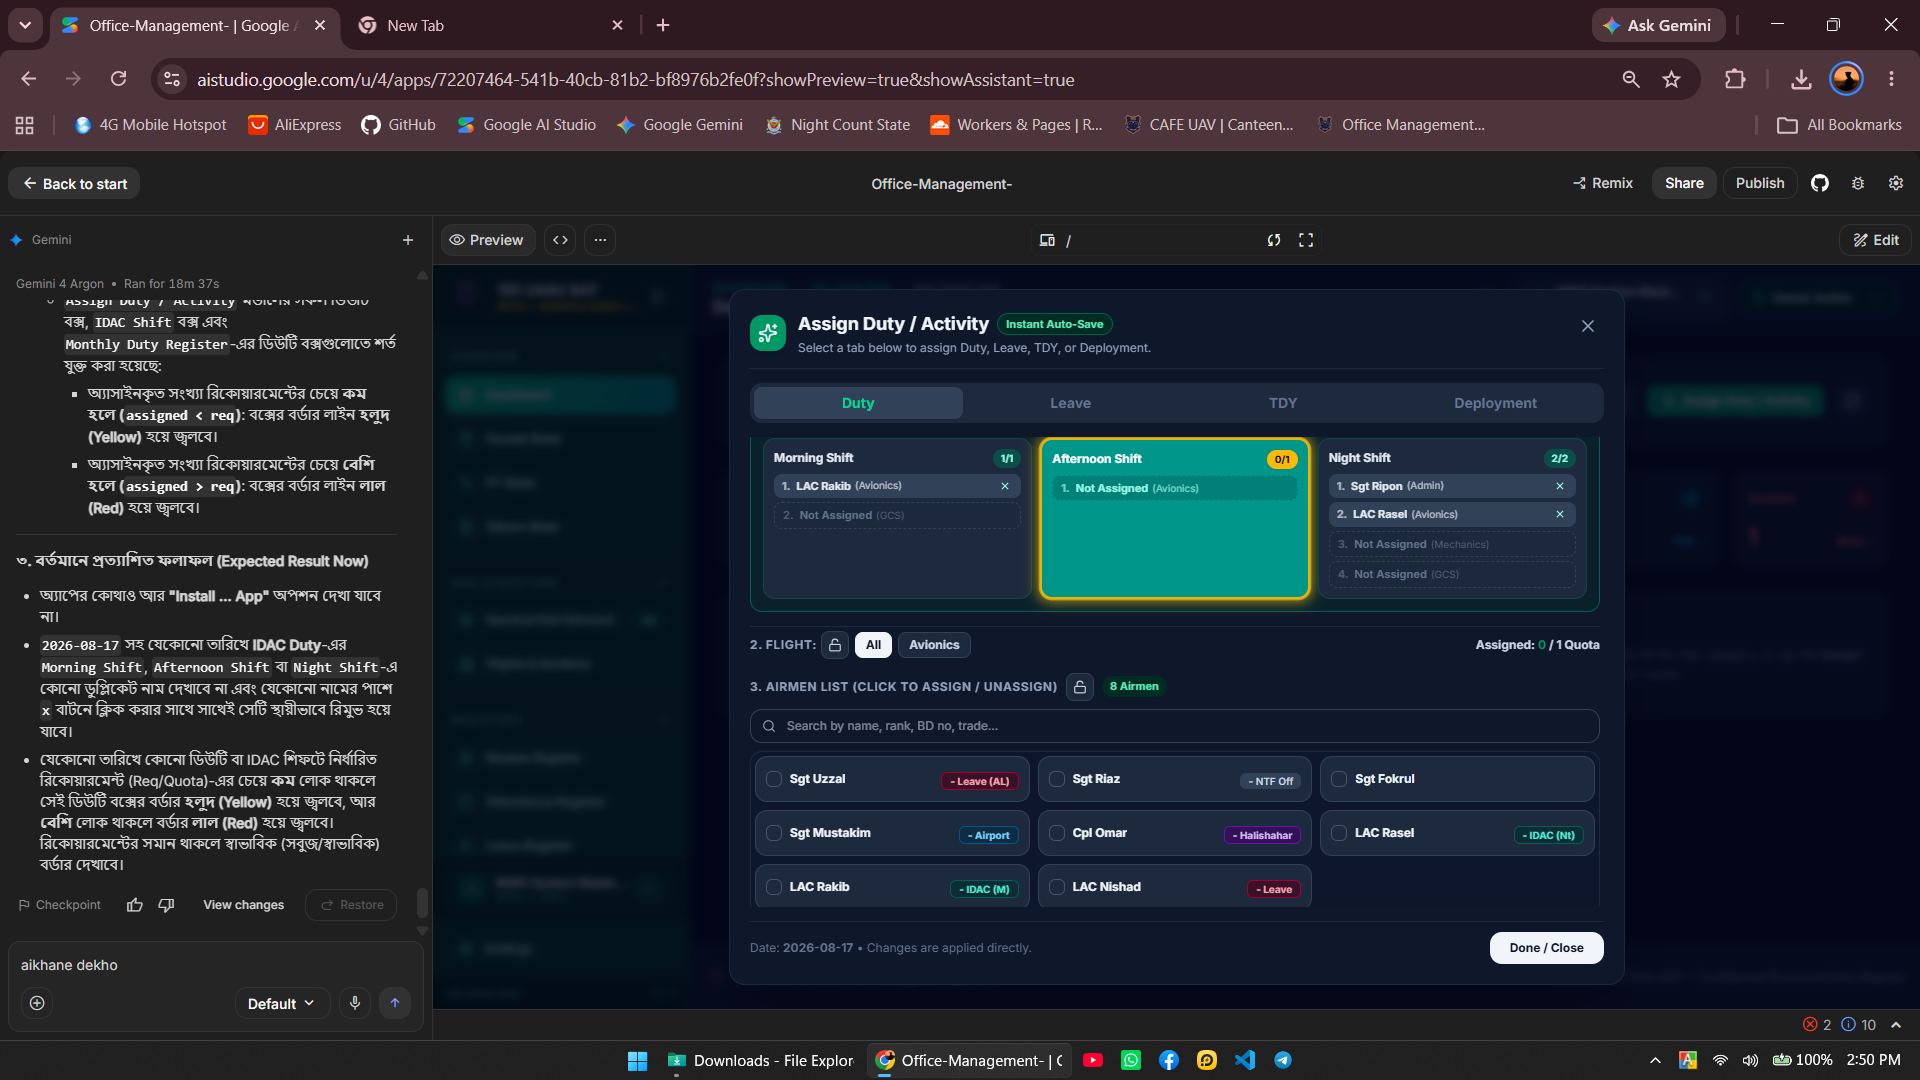 Office-Management- | Google A
New Tab
Ask Gemini
aistudio.google.com/u/4/apps/72207464-541b-40cb-81b2-bf8976b2fe0f?showPreview=true&showAssistant=true
4G Mobile Hotspot
AliExpress
GitHub
Google AI Studio
Google Gemini
Night Count State
Workers & Pages | R...
CAFE UAV | Canteen...
Office Management...
All Bookmarks
Back to start
Office-Management-
Remix
Share
Publish
Gemini
Preview
/
Edit
Gemini 4 Argon • Ran for 18m 37s
বক্স, IDAC Shift বক্স এবং
Monthly Duty Register-এর ডিউটি বক্সগুলোতে শর্ত
যুক্ত করা হয়েছে:
অ্যাসাইনকৃত সংখ্যা রিকোয়ারমেন্টের চেয়ে কম
হলে (assigned < req): বক্সের বর্ডার লাইন হলুদ
(Yellow) হয়ে জ্বলবে।
অ্যাসাইনকৃত সংখ্যা রিকোয়ারমেন্টের চেয়ে বেশি
হলে (assigned > req): বক্সের বর্ডার লাইন লাল
(Red) হয়ে জ্বলবে।
৩. বর্তমানে প্রত্যাশিত ফলাফল (Expected Result Now)
অ্যাপের কোথাও আর "Install ... App" অপশন দেখা যাবে
না।
2026-08-17 সহ যেকোনো তারিখে IDAC Duty-এর
Morning Shift, Afternoon Shift বা Night Shift-এ
কোনো ডুপ্লিকেট নাম দেখাবে না এবং যেকোনো নামের পাশে
x বাটনে ক্লিক করার সাথে সাথেই সেটি স্থায়ীভাবে রিমুভ হয়ে
যাবে।
যেকোনো তারিখে কোনো ডিউটি বা IDAC শিফটে নির্ধারিত
রিকোয়ারমেন্ট (Req/Quota)-এর চেয়ে কম লোক থাকলে
সেই ডিউটি বক্সের বর্ডার হলুদ (Yellow) হয়ে জ্বলবে, আর
বেশি লোক থাকলে বর্ডার লাল (Red) হয়ে জ্বলবে।
রিকোয়ারমেন্টের সমান থাকলে স্বাভাবিক (সবুজ/স্বাভাবিক)
বর্ডার দেখাবে।
Checkpoint
View changes
Restore
aikhane dekho
Default
Assign Duty / Activity
Instant Auto-Save
Select a tab below to assign Duty, Leave, TDY, or Deployment.
Duty
Leave
TDY
Deployment
Morning Shift 1/1
1. LAC Rakib (Avionics)
2. Not Assigned (GCS)
Afternoon Shift 0/1
1. Not Assigned (Avionics)
Night Shift 2/2
1. Sgt Ripon (Admin)
2. LAC Rasel (Avionics)
3. Not Assigned (Mechanics)
4. Not Assigned (GCS)
2. FLIGHT: All Avionics
Assigned: 0 / 1 Quota
3. AIRMEN LIST (CLICK TO ASSIGN / UNASSIGN) 8 Airmen
Search by name, rank, BD no, trade...
Sgt Uzzal - Leave (AL)
Sgt Riaz - NTF Off
Sgt Fokrul
Sgt Mustakim - Airport
Cpl Omar - Halishahar
LAC Rasel - IDAC (Nt)
LAC Rakib - IDAC (M)
LAC Nishad - Leave
Date: 2026-08-17 • Changes are applied directly.
Done / Close
2
10
Downloads - File Explor
Office-Management- | G
100%
2:50 PM